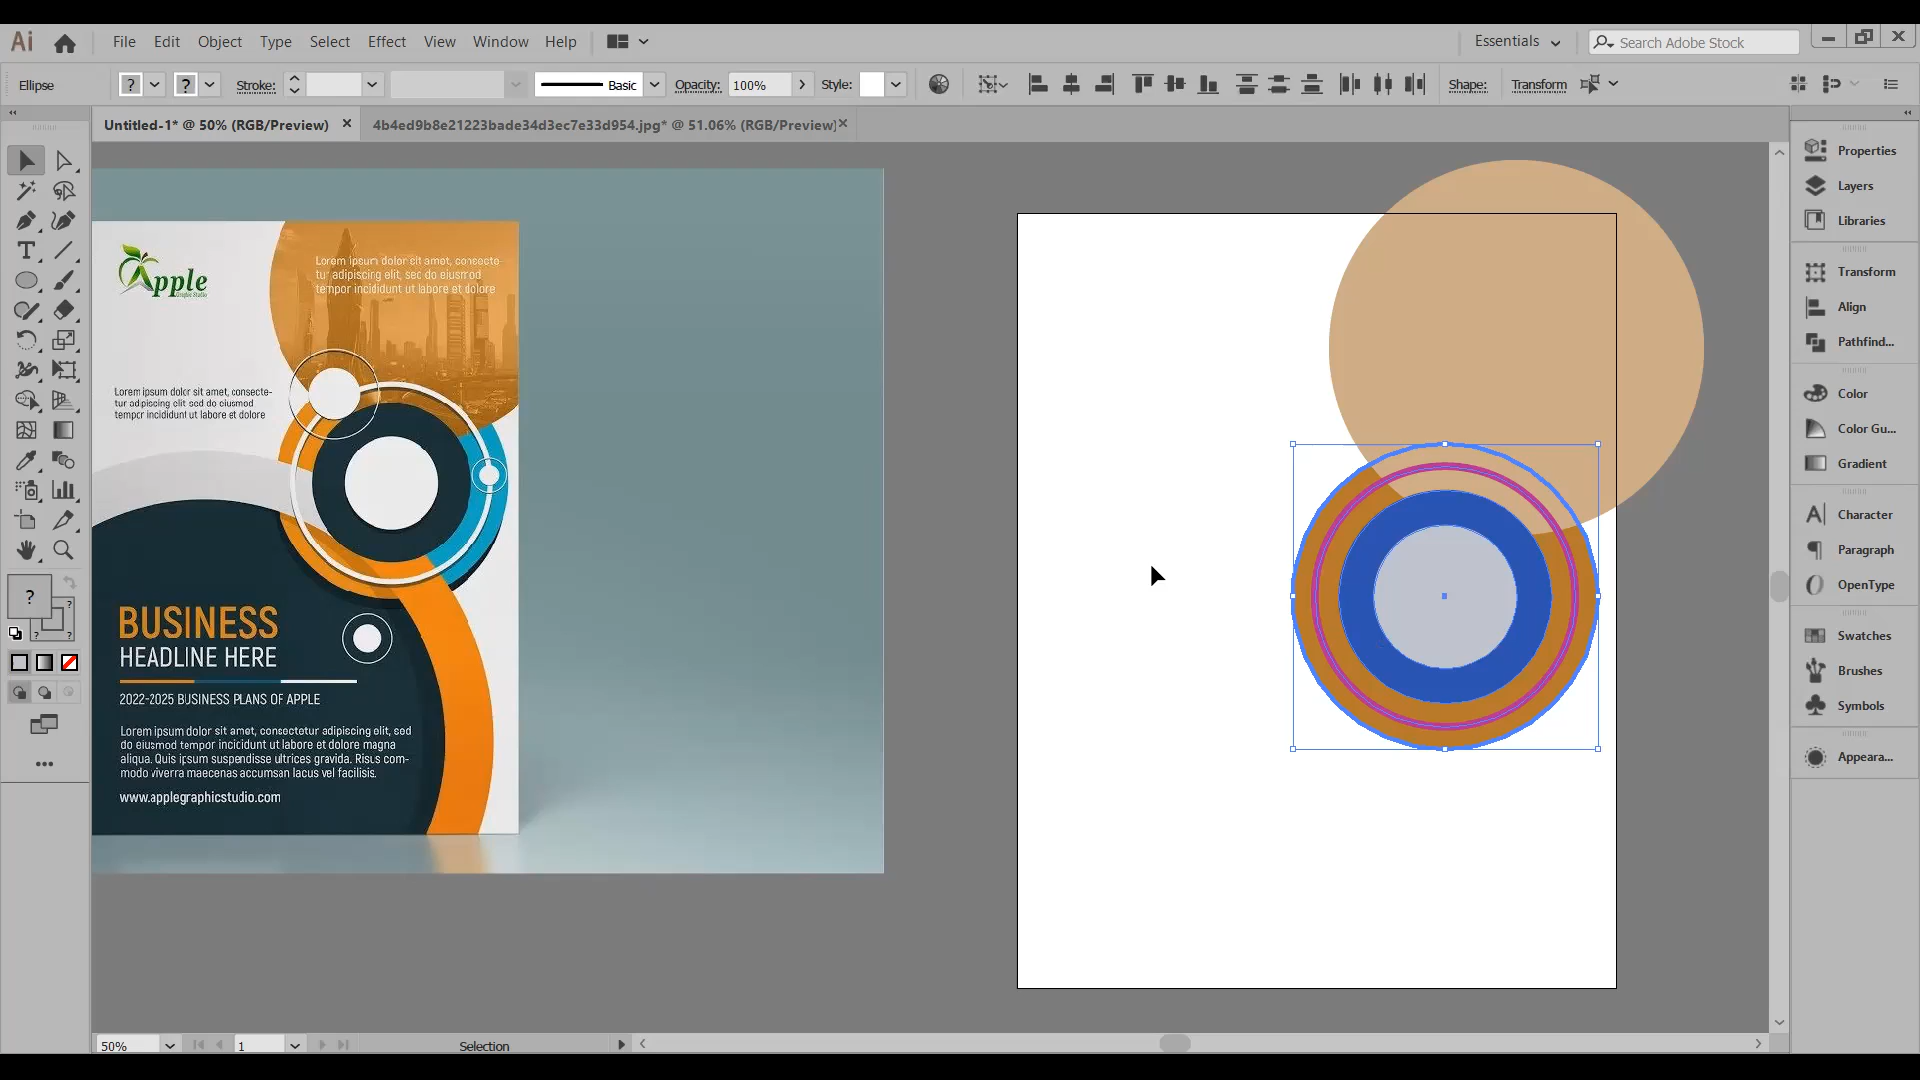 Ai
File Edit Object Type Select Effect View Window Help
Essentials
Search Adobe Stock
Ellipse
?
?
Stroke:
Basic
Opacity:
100%
Style:
Shape:
Transform
Untitled-1* @ 50% (RGB/Preview)
4b4ed9b8e21223bade34d3ec7e33d954.jpg* @ 51.06% (RGB/Preview)
Apple
Lorem ipsum dolor sit amet, consecte-
tur adipiscing elit, sed do eiusmod
tempor incididunt ut labore et dolore
Lorem ipsum dolor sit amet, consecte-
tur adipiscing elit sed do eiusmod
tempor incididunt ut labore et dolore
BUSINESS
HEADLINE HERE
2022-2025 BUSINESS PLANS OF APPLE
Lorem ipsum dolor sit amet, consectetur adipiscing elit, sed
do eiusmod tempor incicidunt ut labore et dolore magna
aliqua. Quis ipsum suspendisse ultrices gravida. Risus com-
modo viverra maecenas accumsan lacus vel facilisis.
www.applegraphicstudio.com
Properties
Layers
Libraries
Transform
Align
Pathfind...
Color
Color Gu...
Gradient
Character
Paragraph
OpenType
Swatches
Brushes
Symbols
Appeara...
?
?
?
?
50%
1
Selection